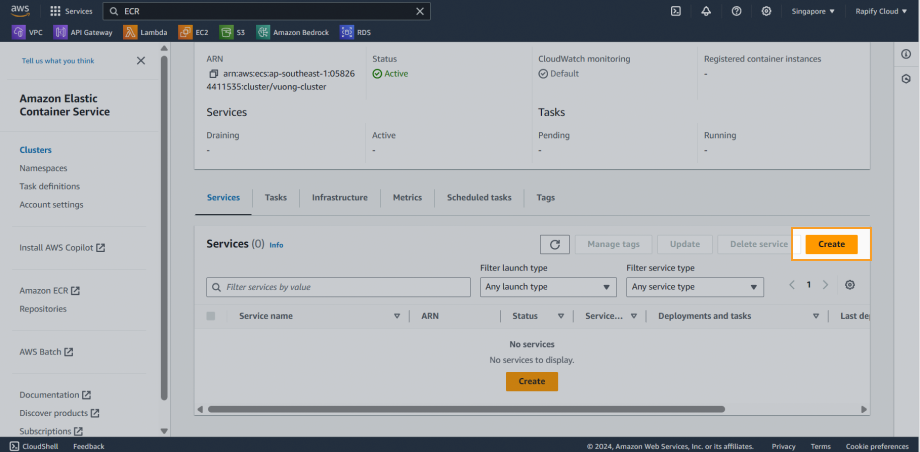 aws
Services
ECR
Singapore
Rapify Cloud
VPC
API Gateway
Lambda
EC2
S3
Amazon Bedrock
RDS
Tell us what you think
Amazon Elastic
Container Service
Clusters
Namespaces
Task definitions
Account settings
Install AWS Copilot
Amazon ECR
Repositories
AWS Batch
Documentation
Discover products
Subscriptions
ARN
arn:aws:ecs:ap-southeast-1:05826
4411535:cluster/vuong-cluster
Status
Active
CloudWatch monitoring
Default
Registered container instances
-
Services
Tasks
Draining
-
Active
-
Pending
-
Running
-
Services
Tasks
Infrastructure
Metrics
Scheduled tasks
Tags
Services (0) Info
Manage tags
Update
Delete service
Create
Filter services by value
Filter launch type
Any launch type
Filter service type
Any service type
1
Service name
ARN
Status
Service...
Deployments and tasks
Last de
No services
No services to display.
Create
CloudShell
Feedback
© 2024, Amazon Web Services, Inc. or its affiliates.
Privacy
Terms
Cookie preferences